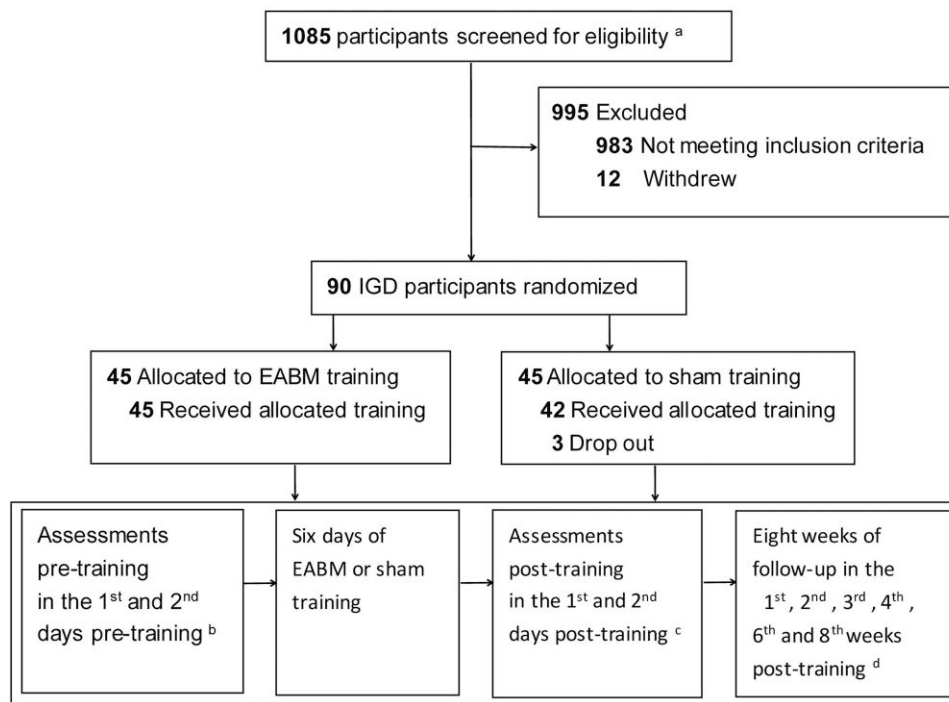 1085 participants screened for eligibility a
995 Excluded
983 Not meeting inclusion criteria
12 Withdrew
90 IGD participants randomized
45 Allocated to EABM training
45 Received allocated training
45 Allocated to sham training
42 Received allocated training
3 Drop out
Assessments
pre-training
in the 1st and 2nd
days pre-training b
Six days of
EABM or sham
training
Assessments
post-training
in the 1st and 2nd
days post-training c
Eight weeks of
follow-up in the
1st , 2nd , 3rd , 4th ,
6th and 8th weeks
post-training d